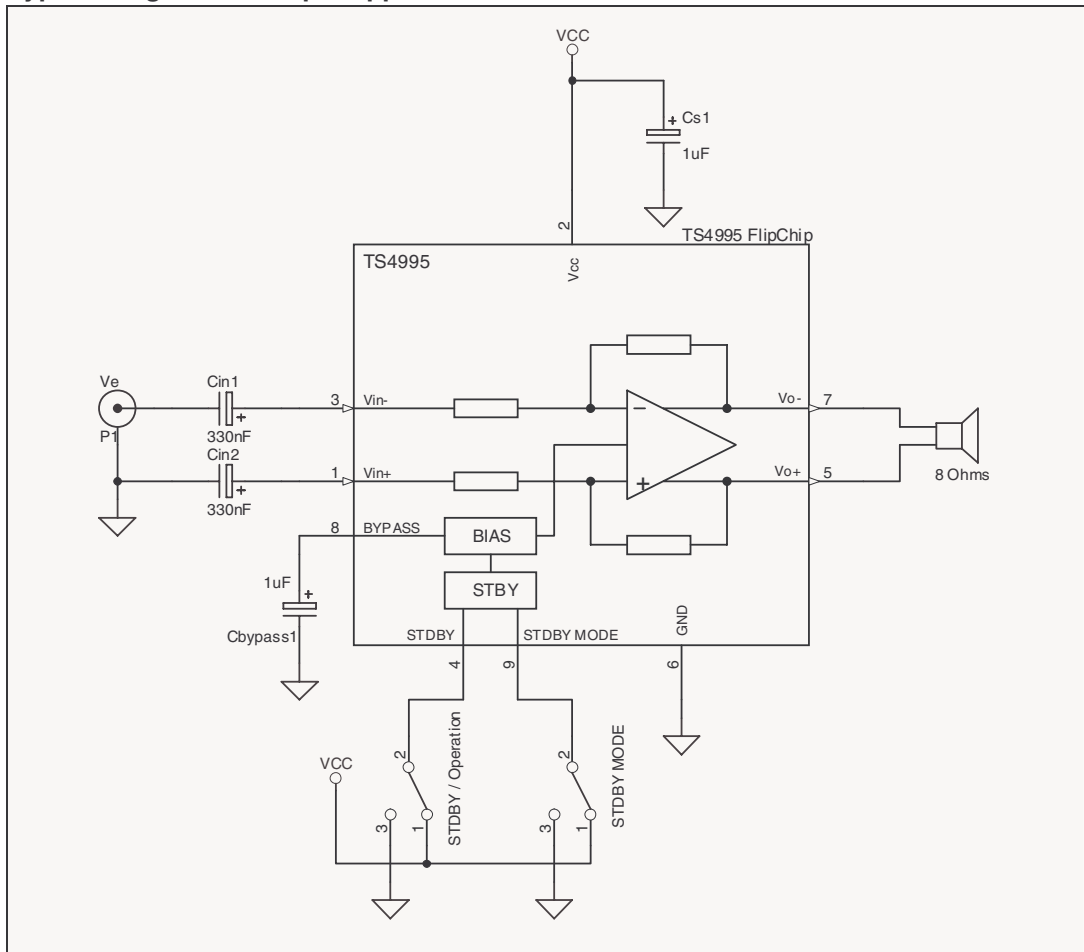 VCC
Cs1
+
1uF
2
TS4995 FlipChip
TS4995
Vcc
Ve
P1
Cin1
+
330nF
3
Vin-
−
Vo-
7
Cin2
+
330nF
1
Vin+
+
Vo+
5
8 Ohms
8
BYPASS
BIAS
1uF
+
Cbypass1
STBY
STDBY
STDBY MODE
GND
4
9
6
VCC
2
3
1
STDBY / Operation
2
3
1
STDBY MODE